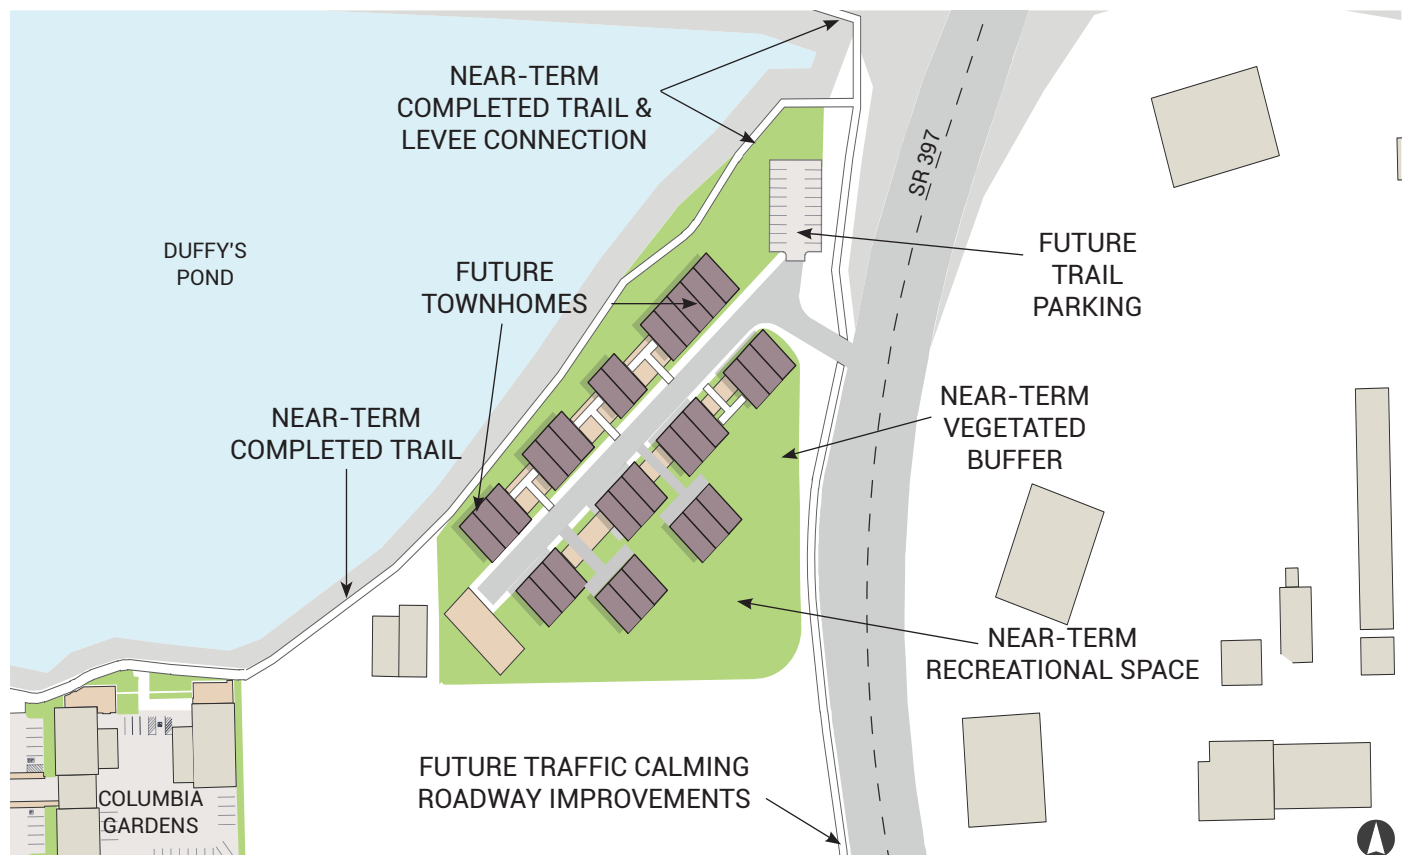 NEAR-TERM
COMPLETED TRAIL &
LEVEE CONNECTION
SR 397
DUFFY'S
POND
FUTURE
TOWNHOMES
FUTURE
TRAIL
PARKING
NEAR-TERM
COMPLETED TRAIL
NEAR-TERM
VEGETATED
BUFFER
NEAR-TERM
RECREATIONAL SPACE
FUTURE TRAFFIC CALMING
ROADWAY IMPROVEMENTS
COLUMBIA
GARDENS